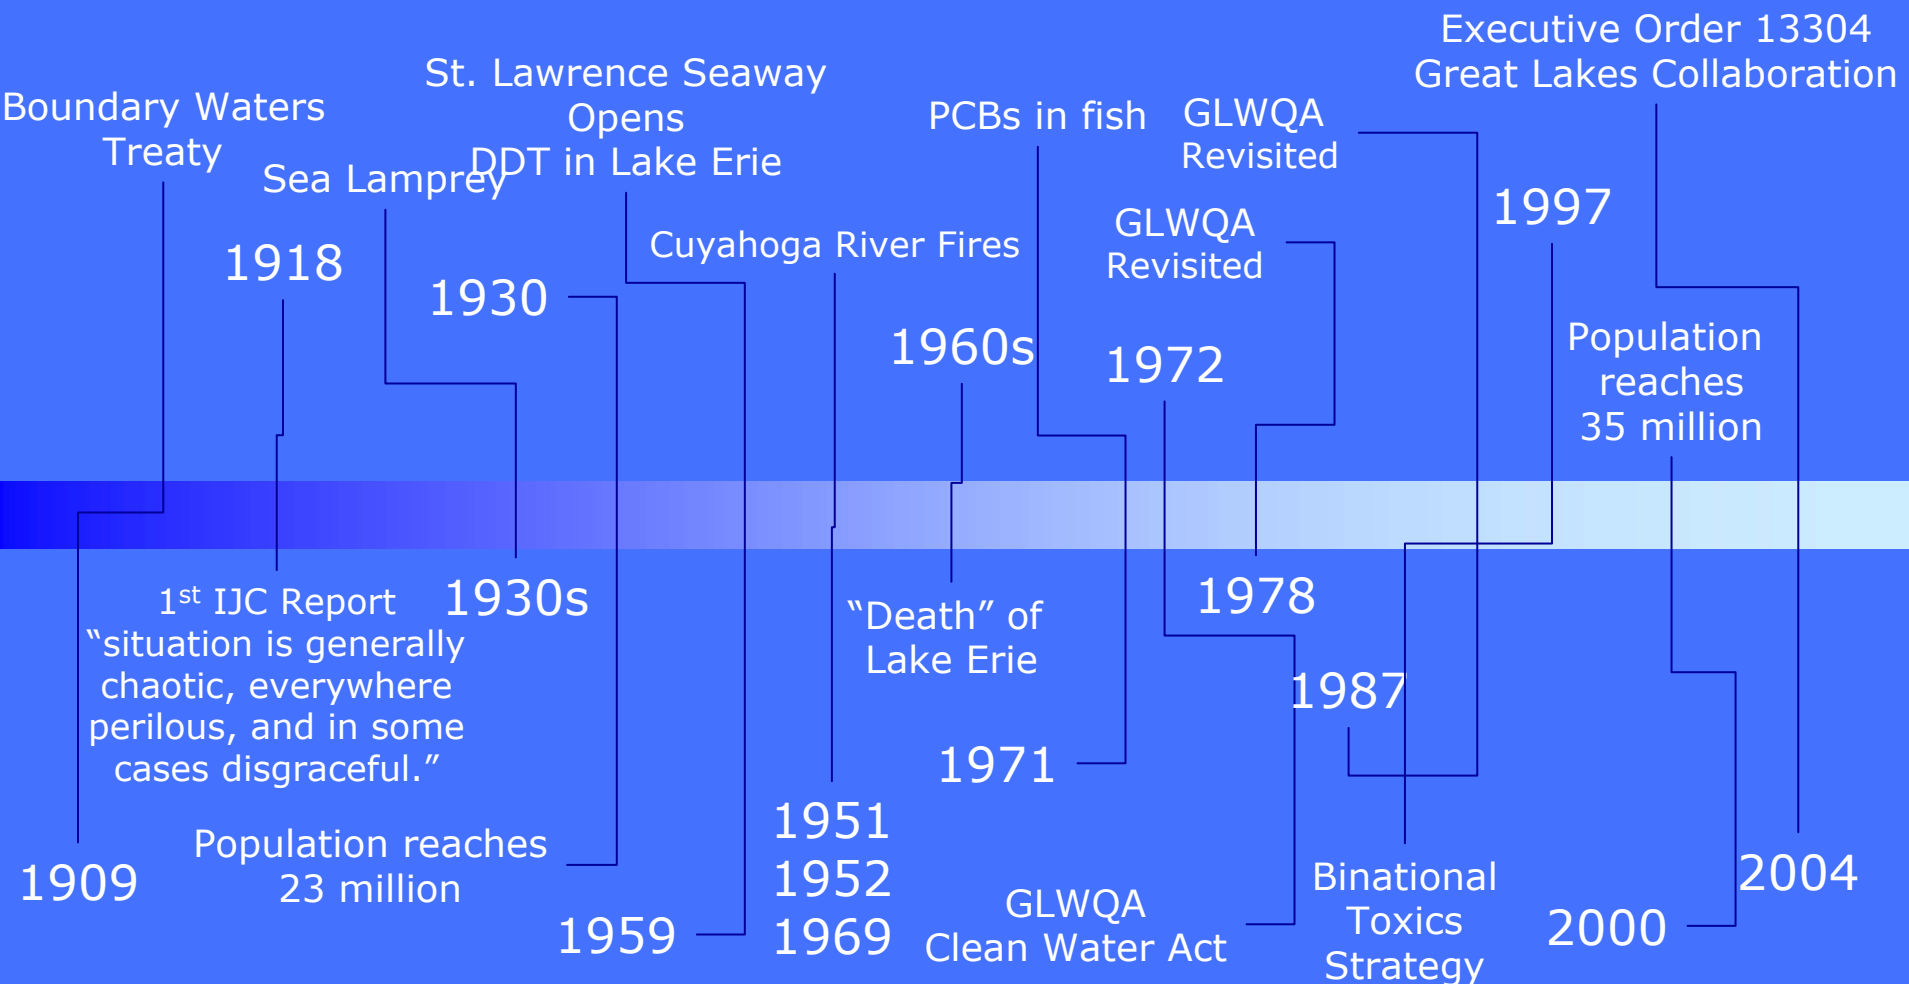 Executive Order 13304
Great Lakes Collaboration
St. Lawrence Seaway
Opens
DDT in Lake Erie
Boundary Waters
Treaty
Sea Lamprey
PCBs in fish
GLWQA
Revisited
GLWQA
Revisited
1997
1918
1930
Cuyahoga River Fires
1960s
1972
Population
reaches
35 million
1st IJC Report
“situation is generally
chaotic, everywhere
perilous, and in some
cases disgraceful.”
1930s
“Death” of
Lake Erie
1978
1987
1971
1909
Population reaches
23 million
1959
1951
1952
1969
GLWQA
Clean Water Act
Binational
Toxics
Strategy
2000
2004